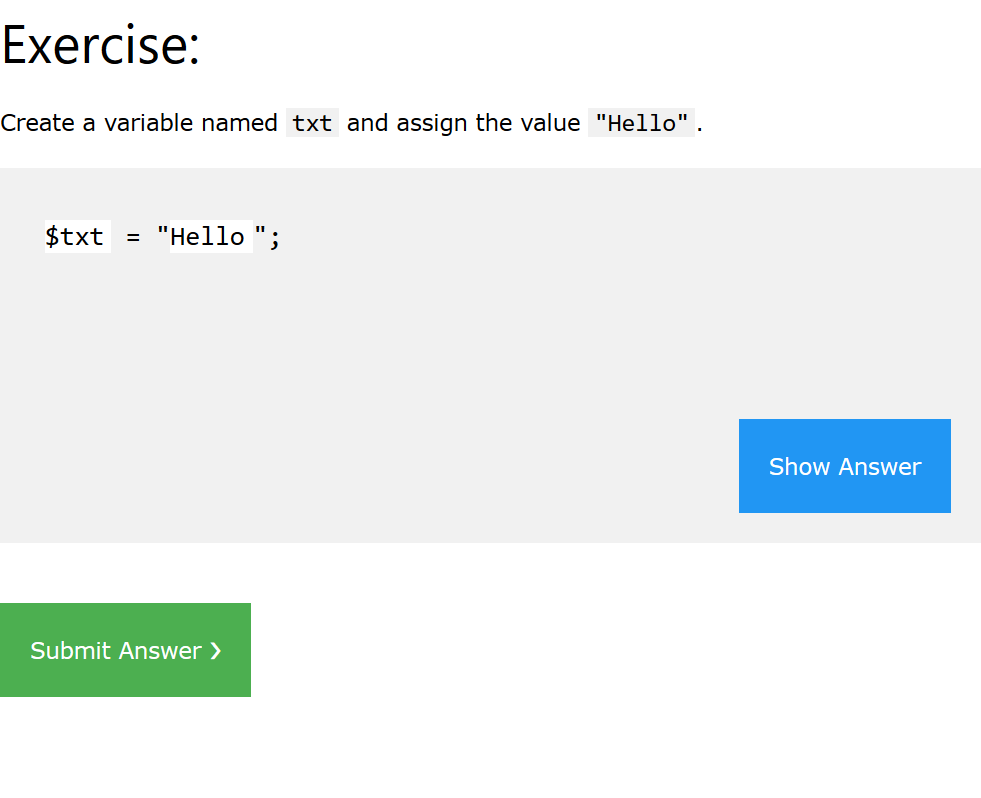 Exercise:
Create a variable named txt and assign the value "Hello".
$txt = "Hello ";
Show Answer
Submit Answer ❯